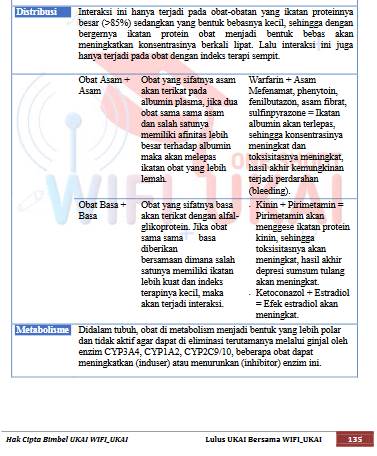 Distribusi
Interaksi ini hanya terjadi pada obat-obatan yang ikatan proteinnya
besar (>85%) sedangkan yang bentuk bebasnya kecil, sehingga dengan
bergernya ikatan protein obat menjadi bentuk bebas akan
meningkatkan konsentrasinya berkali lipat. Lalu interaksi ini juga
hanya terjadi pada obat dengan indeks terapi sempit.
Obat Asam +
Asam
Obat yang sifatnya asam
akan terikat pada
albumin plasma, jika dua
obat sama sama asam
dan salah satunya
memiliki afinitas lebih
besar terhadap albumin
maka akan melepas
ikatan obat yang lebih
lemah.
Warfarin + Asam
Mefenamat, phenytoin,
fenilbutazon, asam fibrat,
sulfinpyrazone = Ikatan
albumin akan terlepas,
sehingga konsentrasinya
meningkat dan
toksisitasnya meningkat,
hasil akhir kemungkinan
terjadi perdarahan
(bleeding).
Obat Basa +
Basa
Obat yang sifatnya basa
akan terikat dengan alfa1-
glikoprotein. Jika obat
sama sama basa
diberikan
bersamaan dimana salah
satunya memiliki ikatan
lebih kuat dan indeks
terapinya kecil, maka
akan terjadi interaksi.
- Kinin + Pirimetamin =
Pirimetamin akan
menggese ikatan protein
kinin, sehingga
toksisitasnya akan
meningkat, hasil akhir
depresi sumsum tulang
akan meningkat.
- Ketoconazol + Estradiol
= Efek estradiol akan
meningkat.
Metabolisme
Didalam tubuh, obat di metabolism menjadi bentuk yang lebih polar
dan tidak aktif agar dapat di eliminasi terutamanya melalui ginjal oleh
enzim CYP3A4, CYP1A2, CYP2C9/10, beberapa obat dapat
meningkatkan (induser) atau menurunkan (inhibitor) enzim ini.
WIFI_UKAI
Hak Cipta Bimbel UKAI WIFI_UKAI
Lulus UKAI Bersama WIFI_UKAI
135